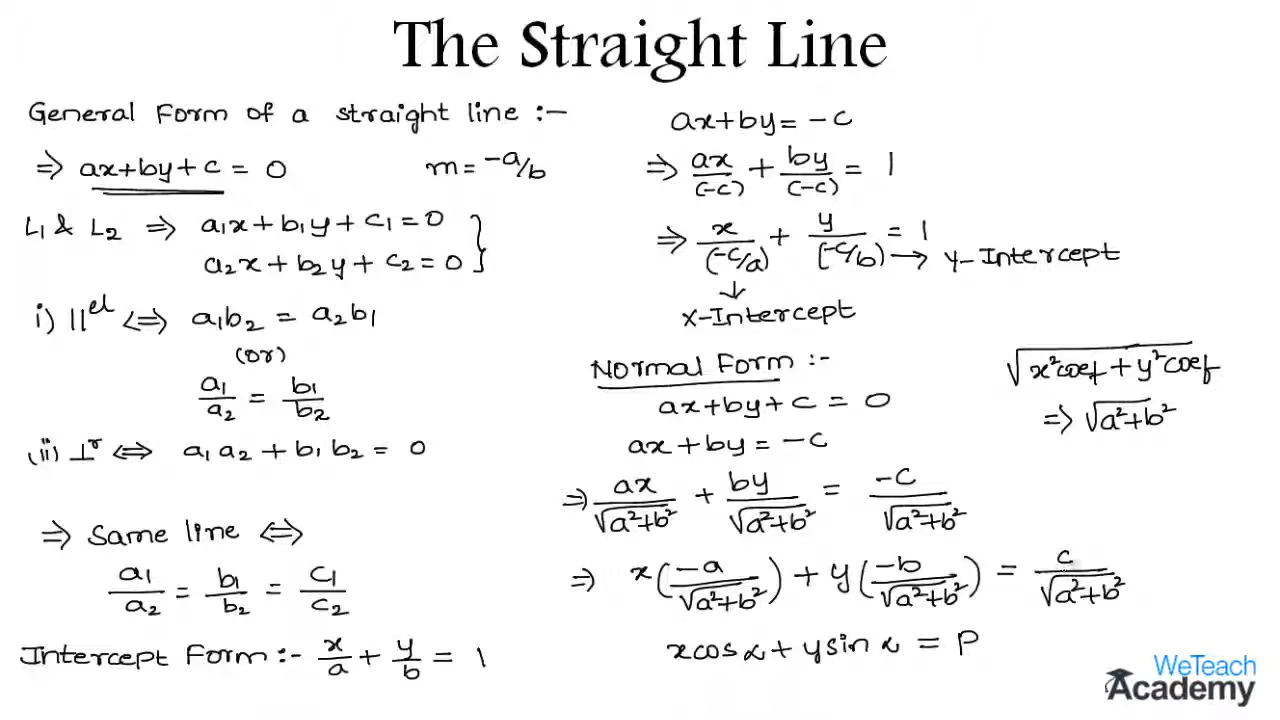 The Straight Line
General Form of a straight line :-
⇒ ax+by+c = 0 m = -a/b
L₁ & L₂ ⇒ a₁x + b₁y + c₁ = 0
a₂x + b₂y + c₂ = 0
i) ||el ⇔ a₁b₂ = a₂b₁
(or)
a₁/a₂ = b₁/b₂
(ii) ⊥r ⇔ a₁a₂ + b₁b₂ = 0
⇒ Same line ⇔
a₁/a₂ = b₁/b₂ = c₁/c₂
Intercept Form :- x/a + y/b = 1
ax+by = -c
⇒ ax/(-c) + by/(-c) = 1
⇒ x/(-c/a) + y/(-c/b) = 1
→ y-Intercept
↓
x-Intercept
Normal Form :-
ax+by+c = 0
ax+by = -c
⇒ ax/√a²+b² + by/√a²+b² = -c/√a²+b²
⇒ x(-a/√a²+b²) + y(-b/√a²+b²) = c/√a²+b²
xcosα + ysinα = P
√x²coef + y²coef
⇒ √a²+b²
WeTeach
Academy